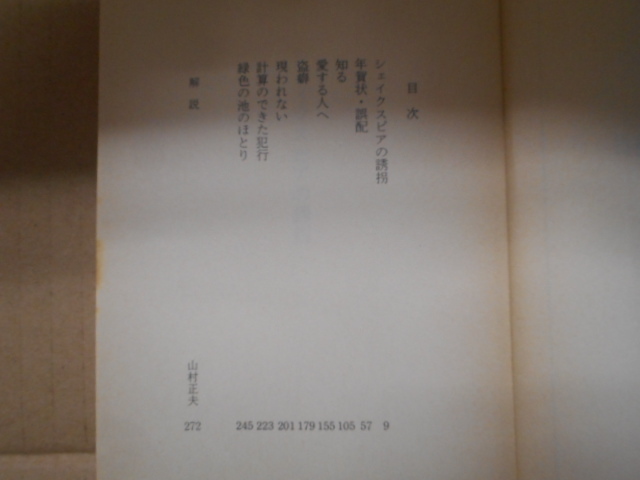 目次
シェイクスピアの誘拐 9
年賀状・誤配 57
知る 105
愛する人へ 155
盗癖 179
現われない 201
計算のできた犯行 223
緑色の池のほとり 245
解説 山村正夫 272